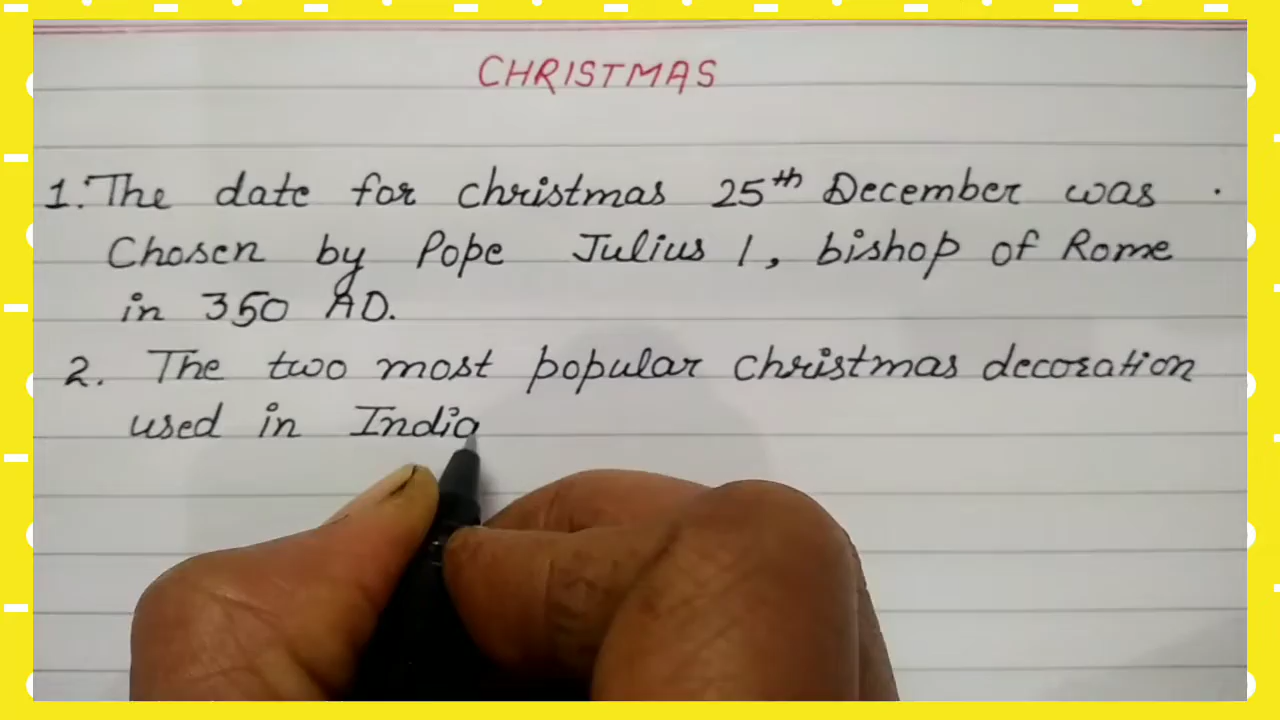 CHRISTMAS
1. The date for christmas 25th December was
Chosen by Pope Julius 1, bishop of Rome
in 350 AD.
2. The two most popular christmas decoration
used in India